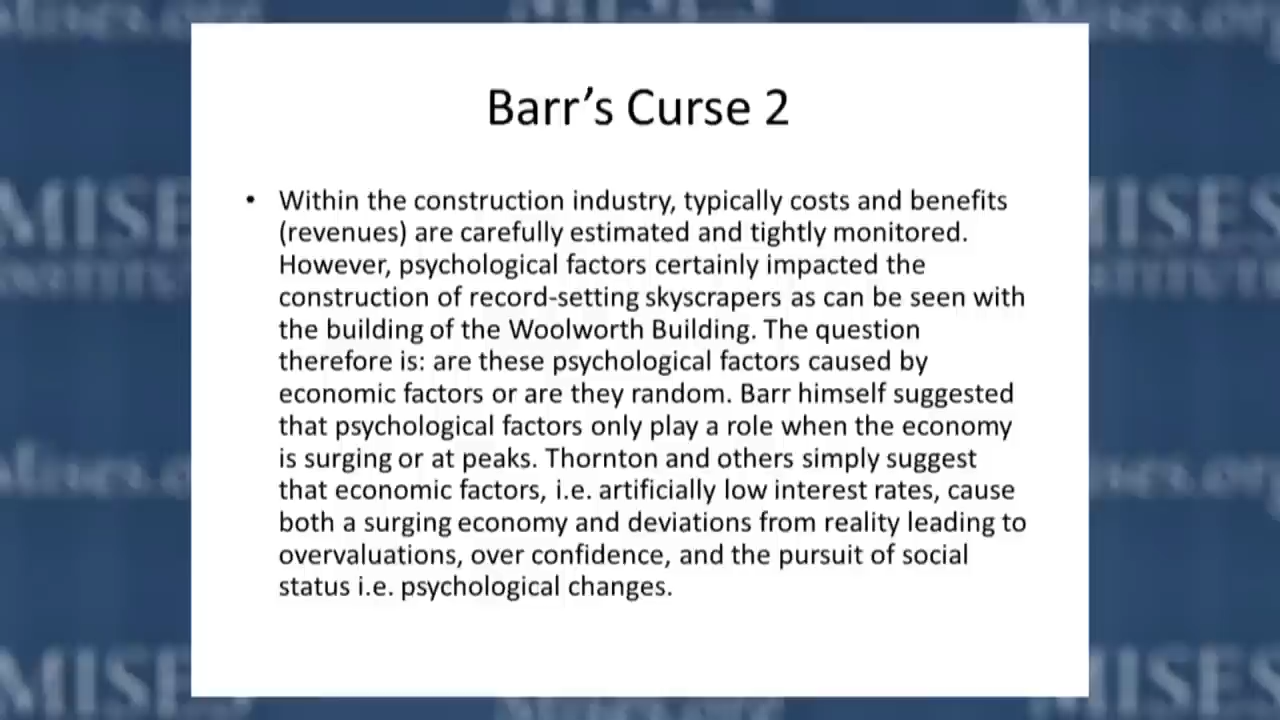 Mises.org
Barr’s Curse 2
• Within the construction industry, typically costs and benefits
(revenues) are carefully estimated and tightly monitored.
However, psychological factors certainly impacted the
construction of record-setting skyscrapers as can be seen with
the building of the Woolworth Building. The question
therefore is: are these psychological factors caused by
economic factors or are they random. Barr himself suggested
that psychological factors only play a role when the economy
is surging or at peaks. Thornton and others simply suggest
that economic factors, i.e. artificially low interest rates, cause
both a surging economy and deviations from reality leading to
overvaluations, over confidence, and the pursuit of social
status i.e. psychological changes.
MISES
MISES